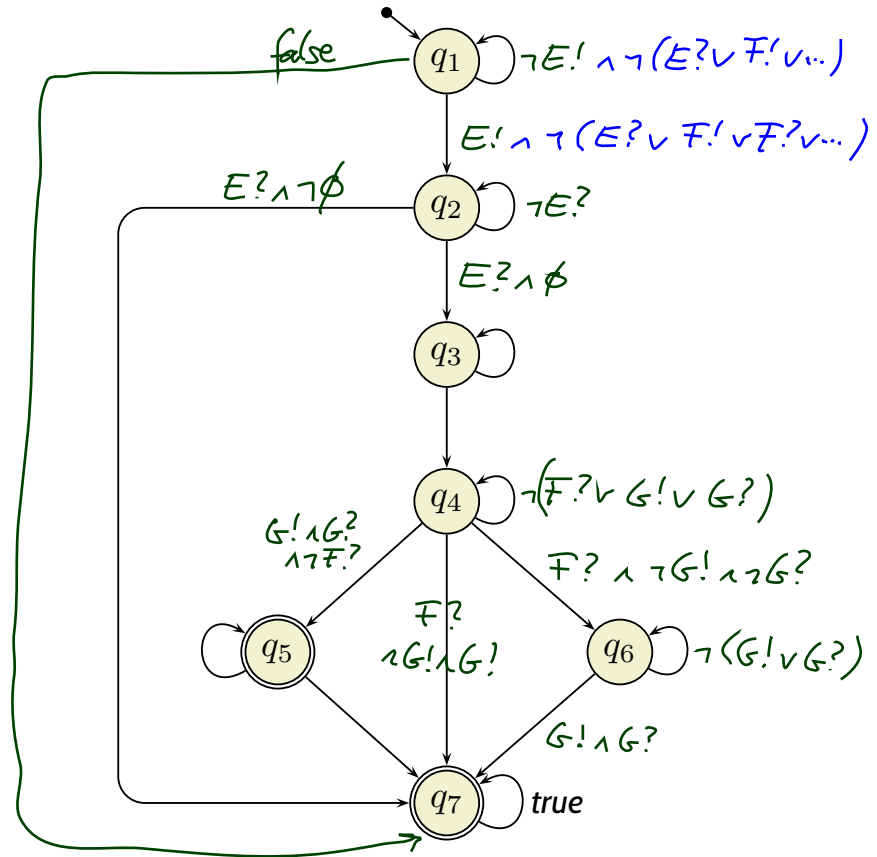 false
q1
¬E! ∧ ¬(E? ∨ F! ∨ ...)
E! ∧ ¬(E? ∨ F! ∨ F? ∨ ...)
E? ∧ ¬ϕ
q2
¬E?
E? ∧ ϕ
q3
q4
¬(F? ∨ G! ∨ G?)
G! ∧ G?
∧ ¬F?
F? ∧ ¬G! ∧ ¬G?
F?
∧ G! ∧ G!
q5
q6
¬(G! ∨ G?)
G! ∧ G?
q7
true